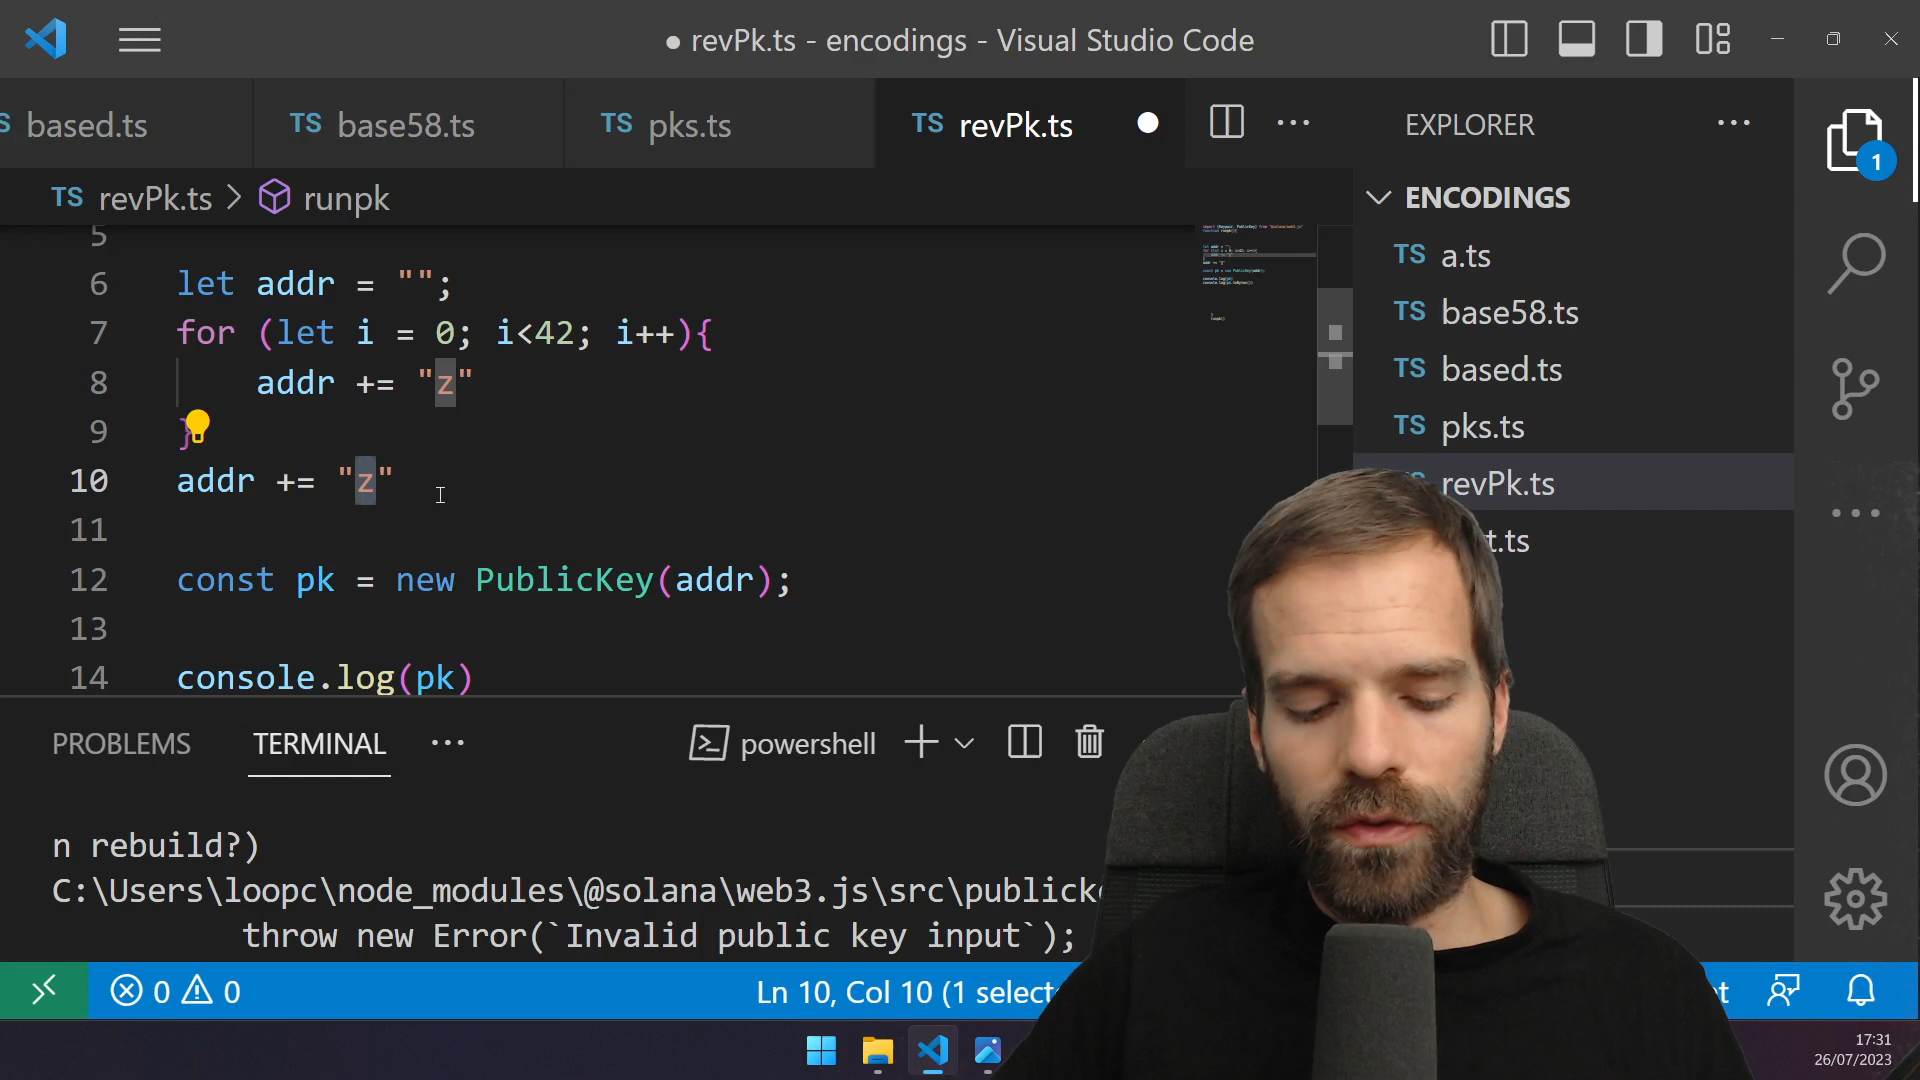 revPk.ts - encodings - Visual Studio Code
based.ts
TS base58.ts
TS pks.ts
TS revPk.ts
EXPLORER
1
TS revPk.ts > runpk
ENCODINGS
5
6 let addr = "";
7 for (let i = 0; i<42; i++){
8 addr += "z"
9 }
10 addr += "z"
11
12 const pk = new PublicKey(addr);
13
14 console.log(pk)
TS a.ts
TS base58.ts
TS based.ts
TS pks.ts
revPk.ts
t.ts
PROBLEMS
TERMINAL
powershell
n rebuild?)
C:\Users\loopc\node_modules\@solana\web3.js\src\publick
throw new Error(`Invalid public key input`);
0 0
Ln 10, Col 10 (1 select
17:31
26/07/2023